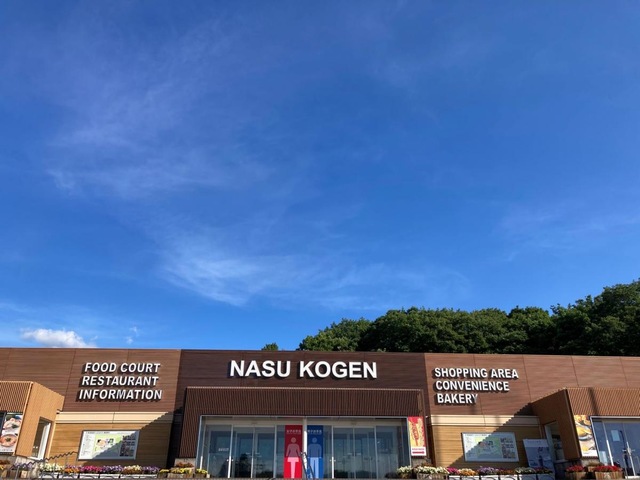 FOOD COURT
RESTAURANT
INFORMATION
NASU KOGEN
SHOPPING AREA
CONVENIENCE
BAKERY